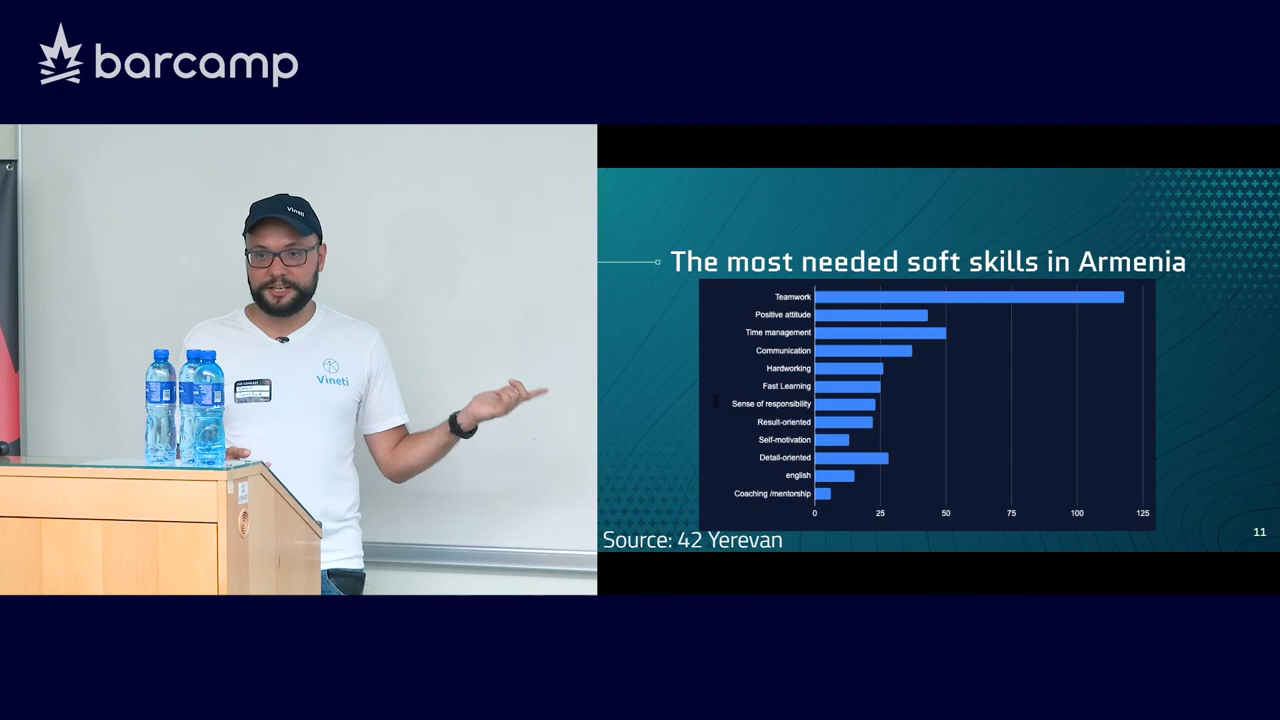 barcamp
Vineti
Vineti
The most needed soft skills in Armenia
Teamwork
Positive attitude
Time management
Communication
Hardworking
Fast Learning
Sense of responsibility
Result-oriented
Self-motivation
Detail-oriented
english
Coaching /mentorship
0 25 50 75 100 125
Source: 42 Yerevan
11